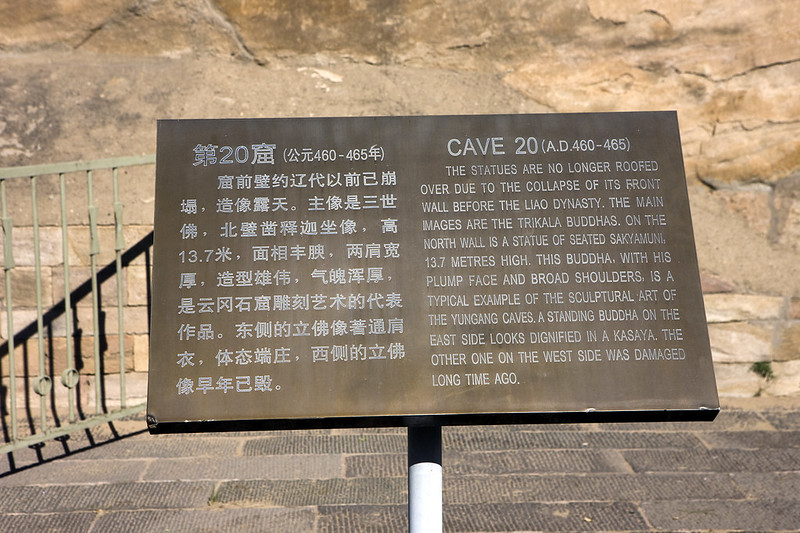 第20窟 (公元460-465年)
窟前壁约辽代以前已崩
塌，造像露天。主像是三世
佛，北壁凿释迦坐像，高
13.7米，面相丰腴，两肩宽
厚，造型雄伟，气魄浑厚，
是云冈石窟雕刻艺术的代表
作品。东侧的立佛像著通肩
衣，体态端庄，西侧的立佛
像早年已毁。
CAVE 20 (A.D.460-465)
THE STATUES ARE NO LONGER ROOFED
OVER DUE TO THE COLLAPSE OF ITS FRONT
WALL BEFORE THE LIAO DYNASTY. THE MAIN
IMAGES ARE THE TRIKALA BUDDHAS. ON THE
NORTH WALL IS A STATUE OF SEATED SAKYAMUNI,
13.7 METRES HIGH. THIS BUDDHA, WITH HIS
PLUMP FACE AND BROAD SHOULDERS, IS A
TYPICAL EXAMPLE OF THE SCULPTURAL ART OF
THE YUNGANG CAVES. A STANDING BUDDHA ON THE
EAST SIDE LOOKS DIGNIFIED IN A KASAYA. THE
OTHER ONE ON THE WEST SIDE WAS DAMAGED
LONG TIME AGO.